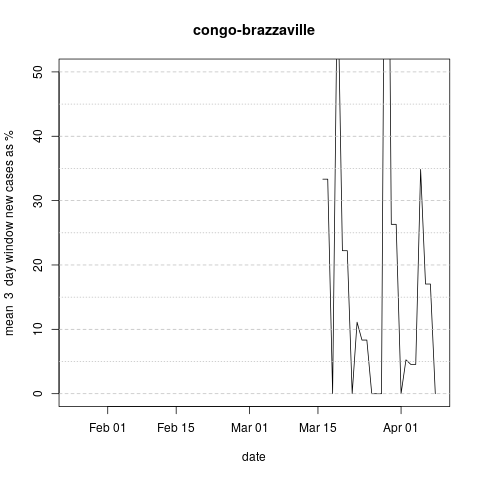 congo-brazzaville
mean 3 day window new cases as %
50
40
30
20
10
0
Feb 01 Feb 15 Mar 01 Mar 15 Apr 01
date